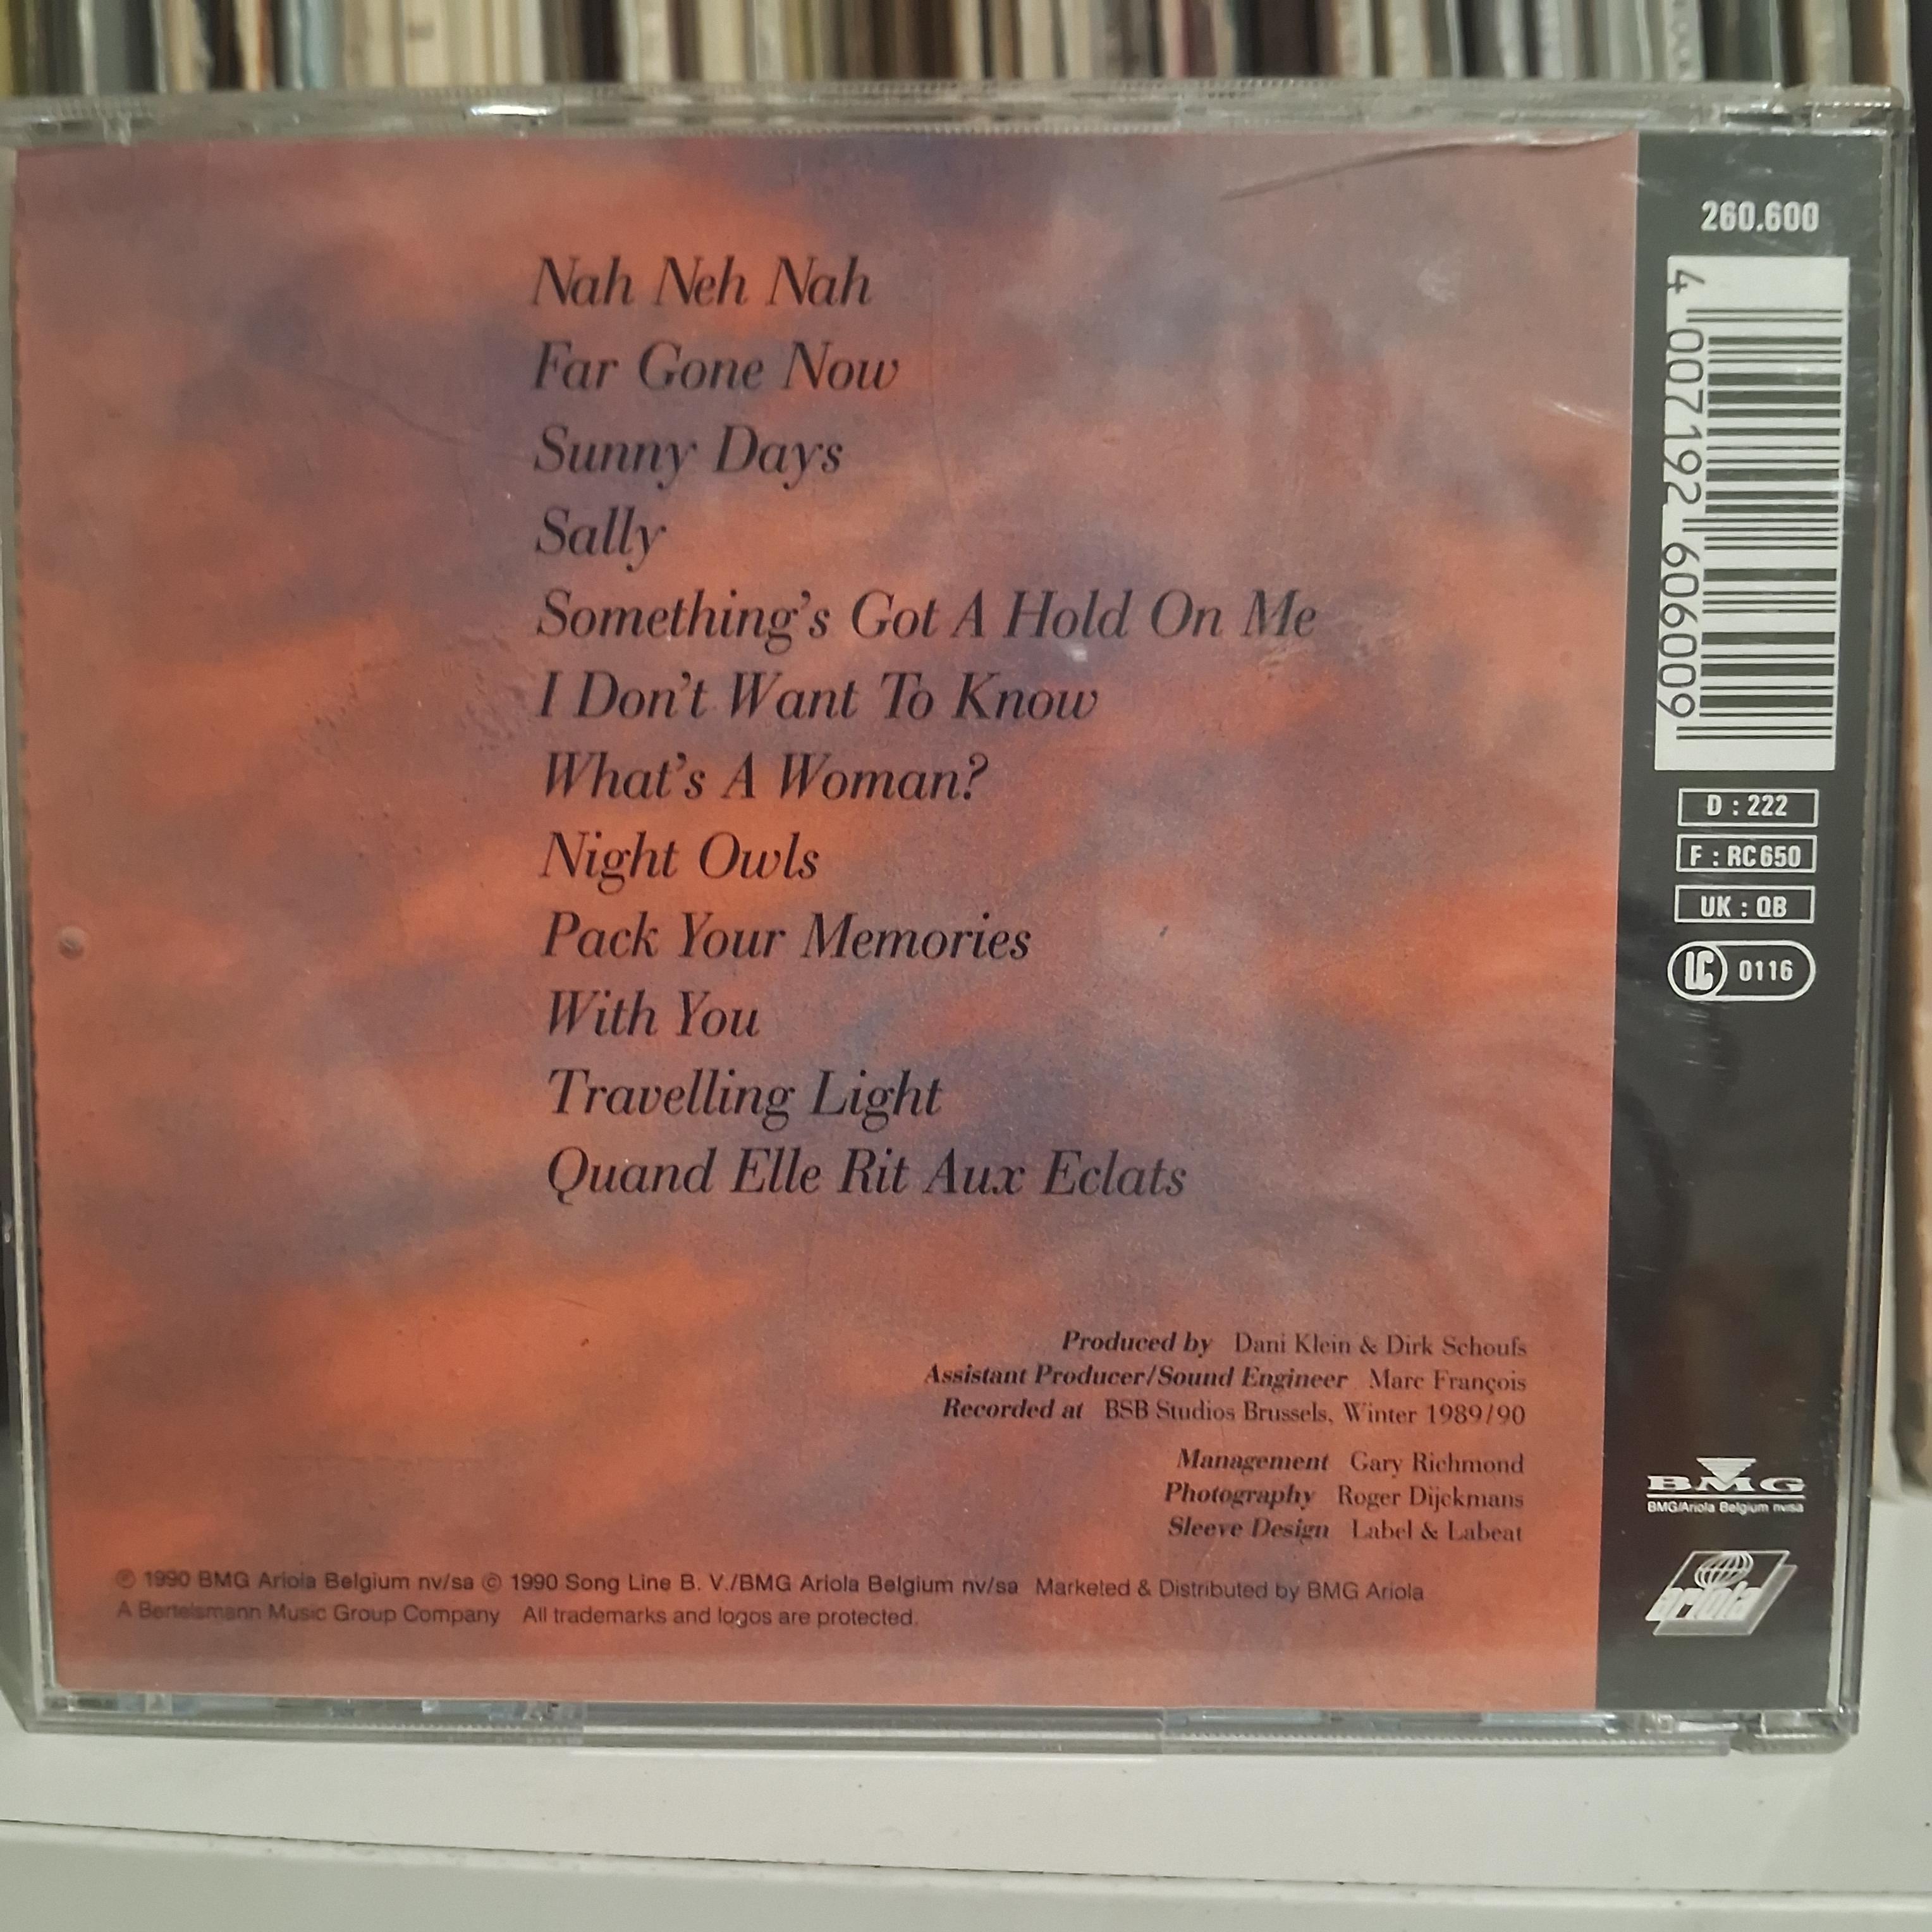 Nah Neh Nah
Far Gone Now
Sunny Days
Sally
Something's Got A Hold On Me
I Don't Want To Know
What's A Woman?
Night Owls
Pack Your Memories
With You
Travelling Light
Quand Elle Rit Aux Eclats
Produced by Dani Klein & Dirk Schoufs
Assistant Producer/Sound Engineer Marc François
Recorded at BSB Studios Brussels, Winter 1989/90
Management Gary Richmond
Photography Roger Dijckmans
Sleeve Design Label & Labeat
℗ 1990 BMG Ariola Belgium nv/sa © 1990 Song Line B. V./BMG Ariola Belgium nv/sa Marketed & Distributed by BMG Ariola
A Bertelsmann Music Group Company All trademarks and logos are protected.
260.600
4 007192 606009
D : 222
F : RC 650
UK : QB
LC 0116
BMG
BMG/Ariola Belgium nv/sa
ariola